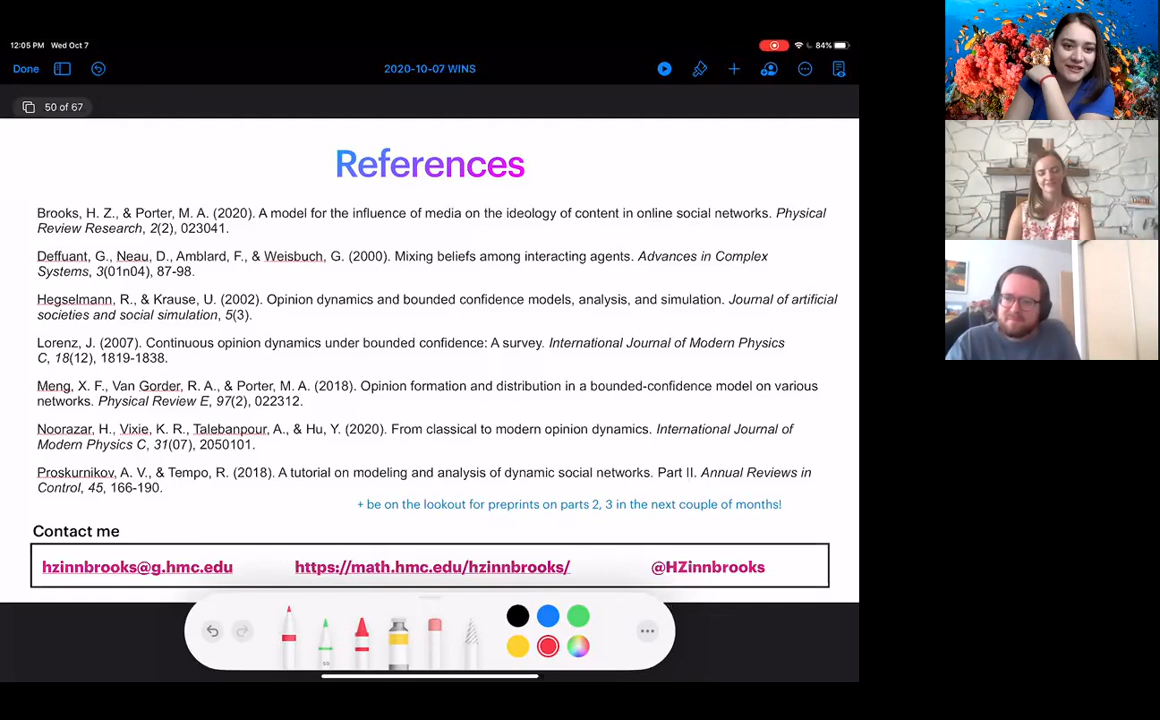 12:05 PM Wed Oct 7
84%
Done
2020-10-07 WINS
50 of 67
References
Brooks, H. Z., & Porter, M. A. (2020). A model for the influence of media on the ideology of content in online social networks. Physical
Review Research, 2(2), 023041.
Deffuant, G., Neau, D., Amblard, F., & Weisbuch, G. (2000). Mixing beliefs among interacting agents. Advances in Complex
Systems, 3(01n04), 87-98.
Hegselmann, R., & Krause, U. (2002). Opinion dynamics and bounded confidence models, analysis, and simulation. Journal of artificial
societies and social simulation, 5(3).
Lorenz, J. (2007). Continuous opinion dynamics under bounded confidence: A survey. International Journal of Modern Physics
C, 18(12), 1819-1838.
Meng, X. F., Van Gorder, R. A., & Porter, M. A. (2018). Opinion formation and distribution in a bounded-confidence model on various
networks. Physical Review E, 97(2), 022312.
Noorazar, H., Vixie, K. R., Talebanpour, A., & Hu, Y. (2020). From classical to modern opinion dynamics. International Journal of
Modern Physics C, 31(07), 2050101.
Proskurnikov, A. V., & Tempo, R. (2018). A tutorial on modeling and analysis of dynamic social networks. Part II. Annual Reviews in
Control, 45, 166-190.
+ be on the lookout for preprints on parts 2, 3 in the next couple of months!
Contact me
hzinnbrooks@g.hmc.edu
https://math.hmc.edu/hzinnbrooks/
@HZinnbrooks